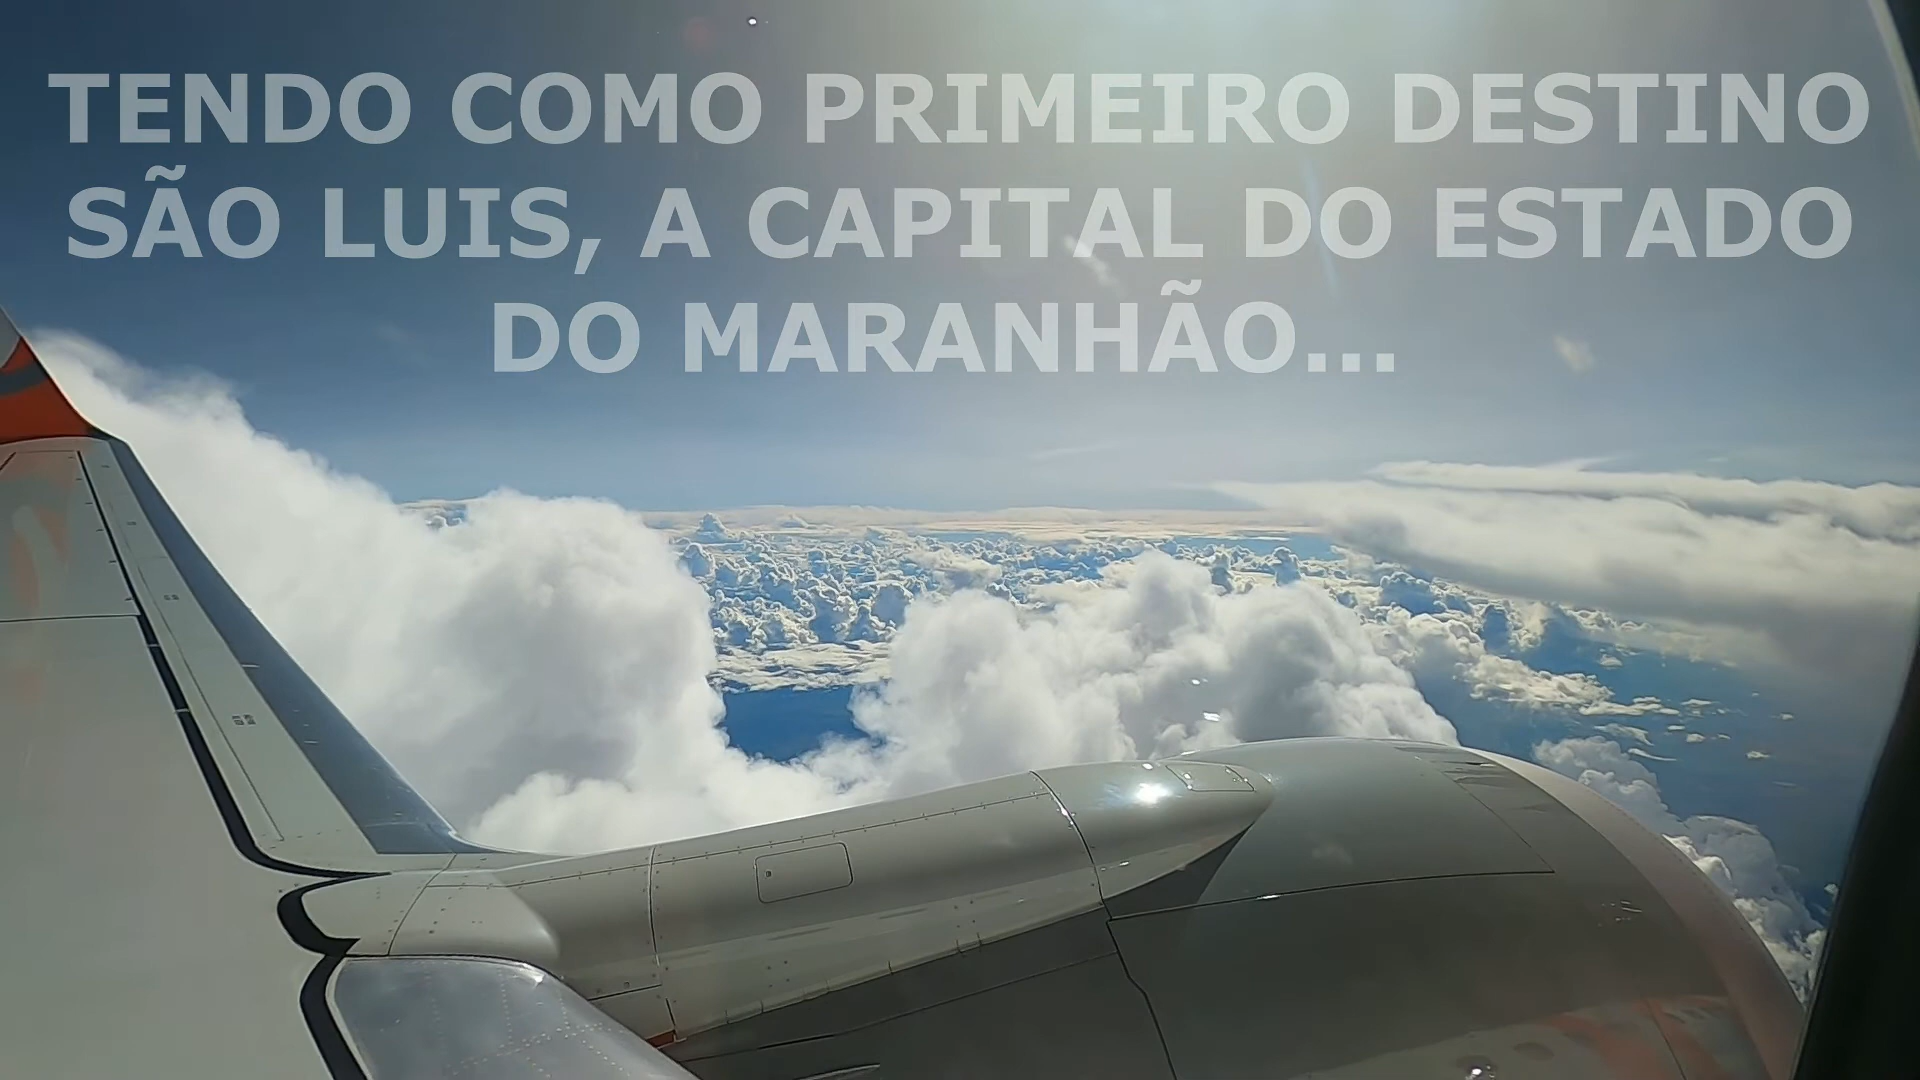 TENDO COMO PRIMEIRO DESTINO
SÃO LUIS, A CAPITAL DO ESTADO
DO MARANHÃO...